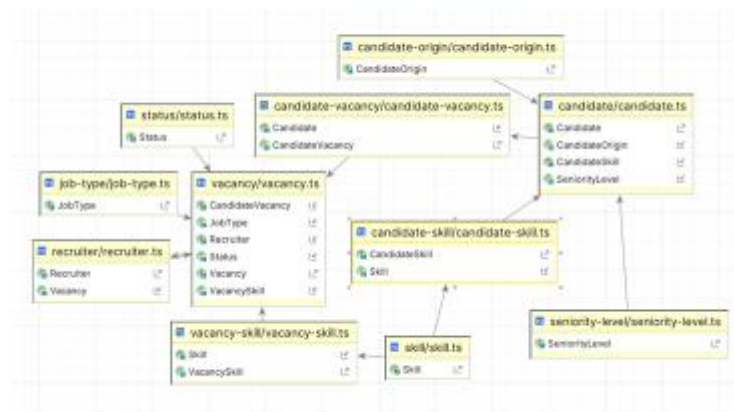 candidate-origin/candidate-origin.ts
CandidateOrigin
candidate-vacancy/candidate-vacancy.ts
Candidate
CandidateVacancy
candidate/candidate.ts
Candidate
CandidateOrigin
CandidateSkill
SeniorityLevel
status/status.ts
Status
job-type/job-type.ts
JobType
vacancy/vacancy.ts
CandidateVacancy
JobType
Recruiter
Status
Vacancy
VacancySkill
recruiter/recruiter.ts
Recruiter
Vacancy
candidate-skill/candidate-skill.ts
CandidateSkill
Skill
vacancy-skill/vacancy-skill.ts
Skill
VacancySkill
skill/skill.ts
Skill
seniority-level/seniority-level.ts
SeniorityLevel